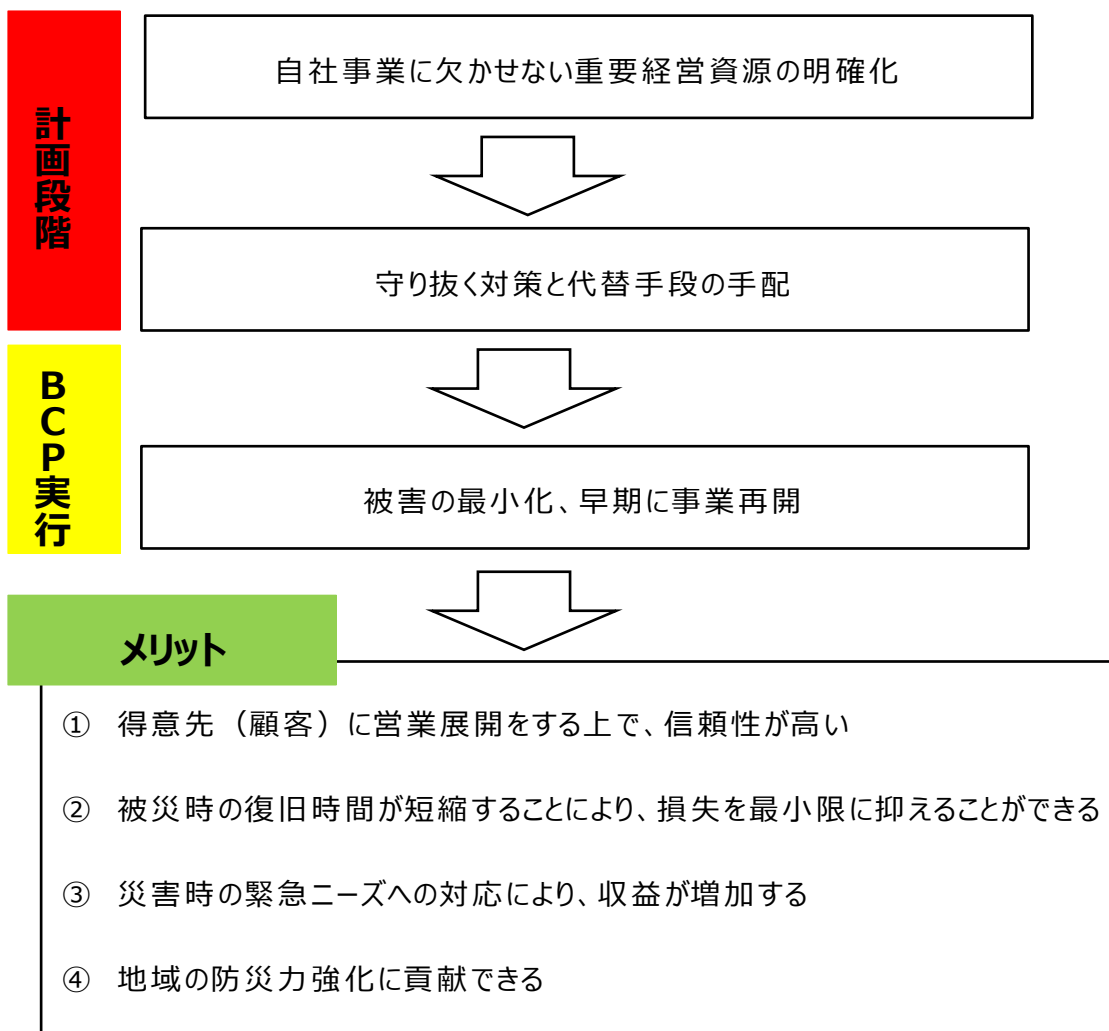 計画段階
自社事業に欠かせない重要経営資源の明確化
守り抜く対策と代替手段の手配
BCP実行
被害の最小化、早期に事業再開
メリット
① 得意先（顧客）に営業展開をする上で、信頼性が高い
② 被災時の復旧時間が短縮することにより、損失を最小限に抑えることができる
③ 災害時の緊急ニーズへの対応により、収益が増加する
④ 地域の防災力強化に貢献できる